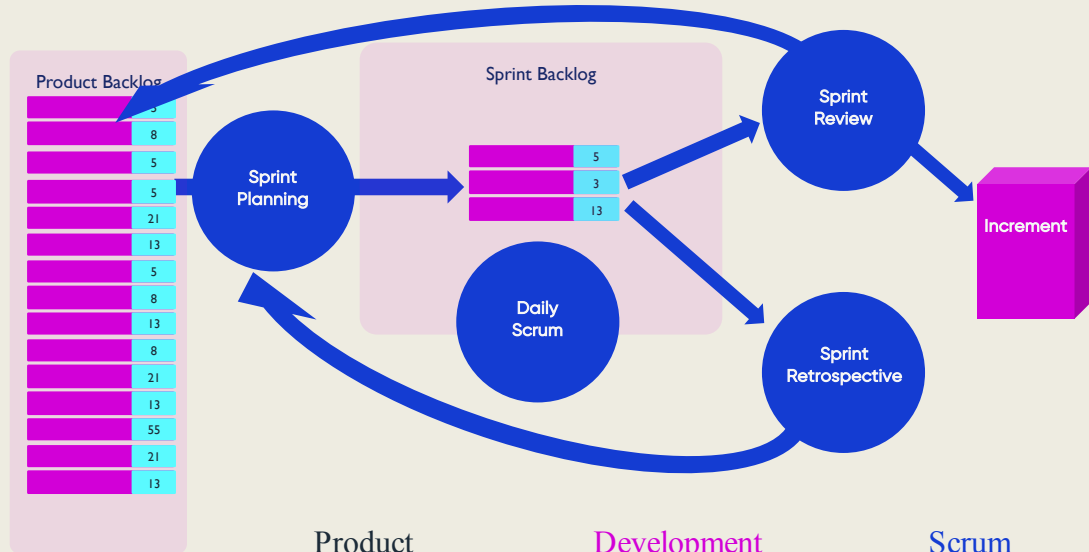 Product Backlog
8
5
5
21
13
5
8
13
8
21
13
55
21
13
Sprint
Planning
Sprint Backlog
5
3
13
Daily
Scrum
Sprint
Review
Sprint
Retrospective
Increment
Product
Development
Scrum